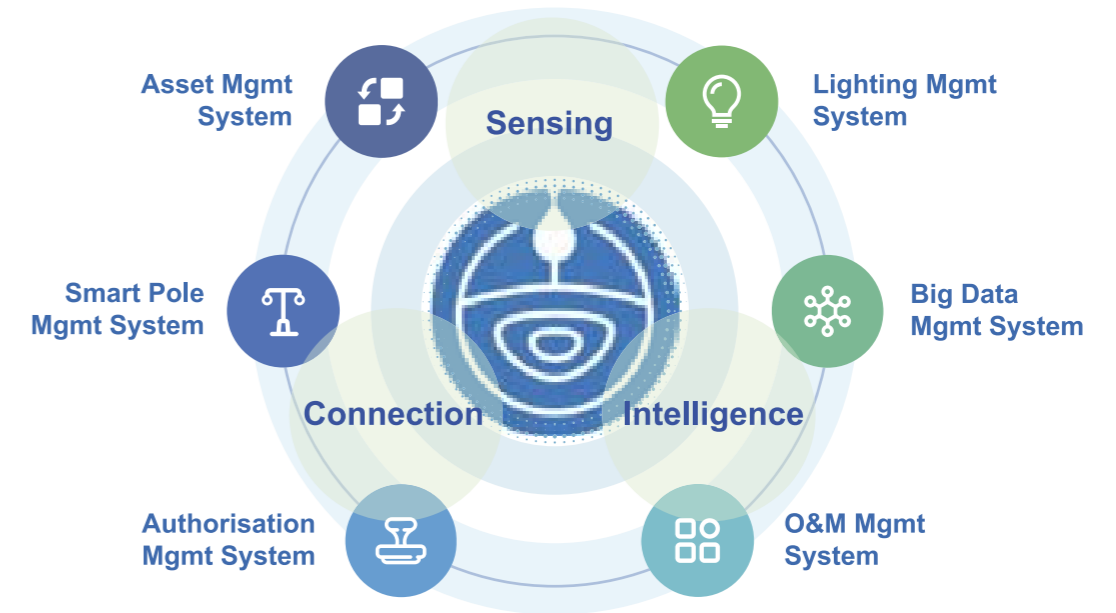 Asset Mgmt
System
Lighting Mgmt
System
Sensing
Smart Pole
Mgmt System
Big Data
Mgmt System
Connection
Intelligence
Authorisation
Mgmt System
O&M Mgmt
System